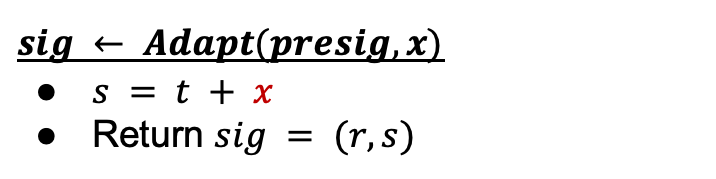 sig ← Adapt(presig, x)
● s = t + x
● Return sig = (r, s)